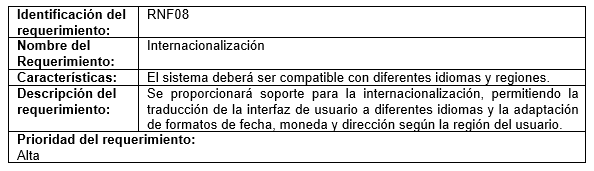 Identificación del requerimiento: RNF08
Nombre del Requerimiento: Internacionalización
Características: El sistema deberá ser compatible con diferentes idiomas y regiones.
Descripción del requerimiento: Se proporcionará soporte para la internacionalización, permitiendo la
traducción de la interfaz de usuario a diferentes idiomas y la adaptación
de formatos de fecha, moneda y dirección según la región del usuario.
Prioridad del requerimiento:
Alta